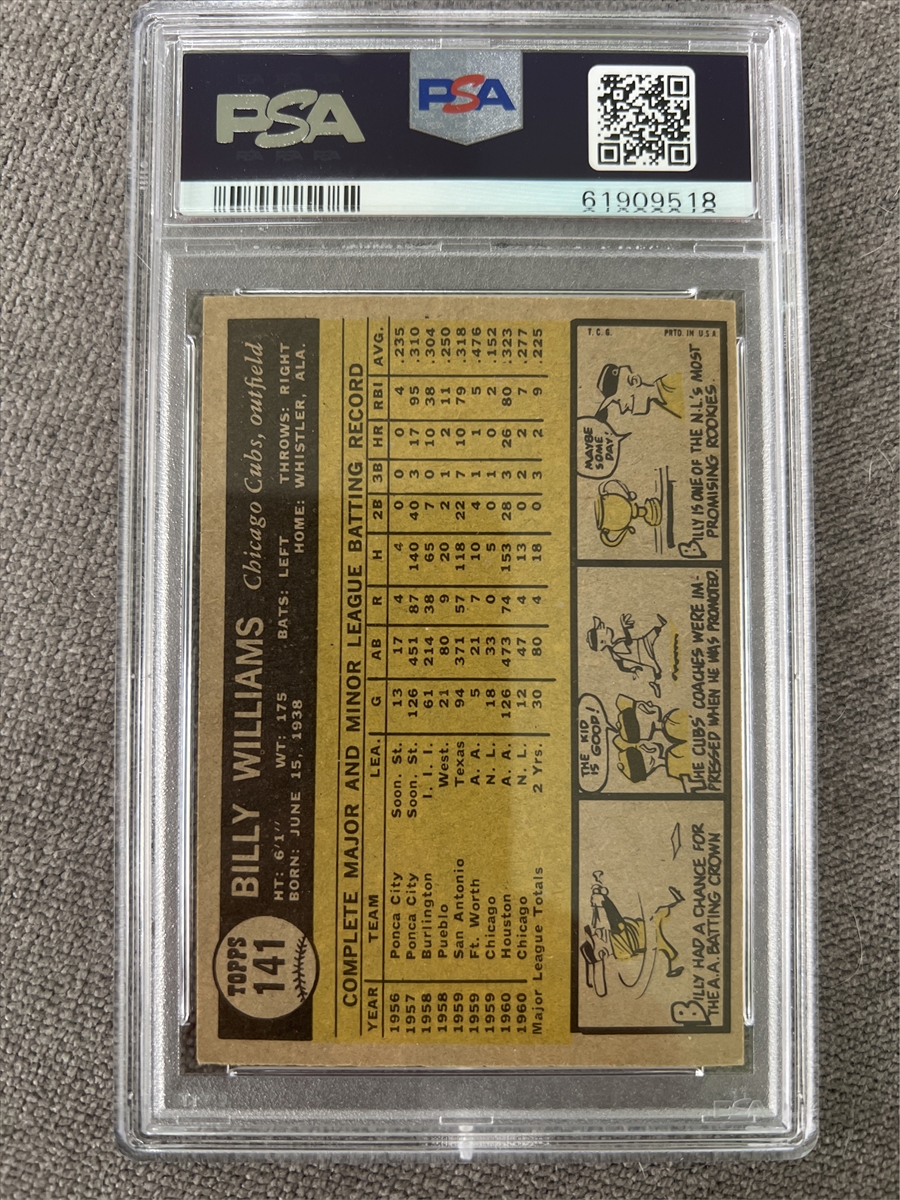 PSA
PSA
61909518
TOPPS
141
BILLY WILLIAMS Chicago Cubs, outfield
HT: 6'1" WT: 175 BATS: LEFT THROWS: RIGHT
BORN: JUNE 15, 1938 HOME: WHISTLER, ALA.
COMPLETE MAJOR AND MINOR LEAGUE BATTING RECORD
YEAR TEAM LEA. G AB R H 2B 3B HR RBI AVG.
1956 Ponca City Soon. St. 13 17 4 4 0 0 0 4 .235
1957 Ponca City Soon. St. 126 451 87 140 40 3 17 95 .310
1958 Burlington I. I. I. 61 214 38 65 7 0 10 38 .304
1958 Pueblo West. 21 80 9 20 2 1 2 11 .250
1959 San Antonio Texas 94 371 57 118 22 7 10 79 .318
1959 Ft. Worth A. A. 5 21 7 10 4 1 1 5 .476
1959 Chicago N. L. 18 33 0 5 0 1 0 2 .152
1960 Houston A. A. 126 473 74 153 28 3 26 80 .323
1960 Chicago N. L. 12 47 4 13 0 2 2 7 .277
Major League Totals 2 Yrs. 30 80 4 18 0 3 2 9 .225
BILLY HAD A CHANCE FOR
THE A.A. BATTING CROWN
THE KID
IS GOOD!
THE CUBS' COACHES WERE IM-
PRESSED WHEN HE WAS PROMOTED
T.C.G. PRTD. IN U.S.A.
MAYBE
SOME
DAY!
BILLY IS ONE OF THE N.L.'S MOST
PROMISING ROOKIES
PSA